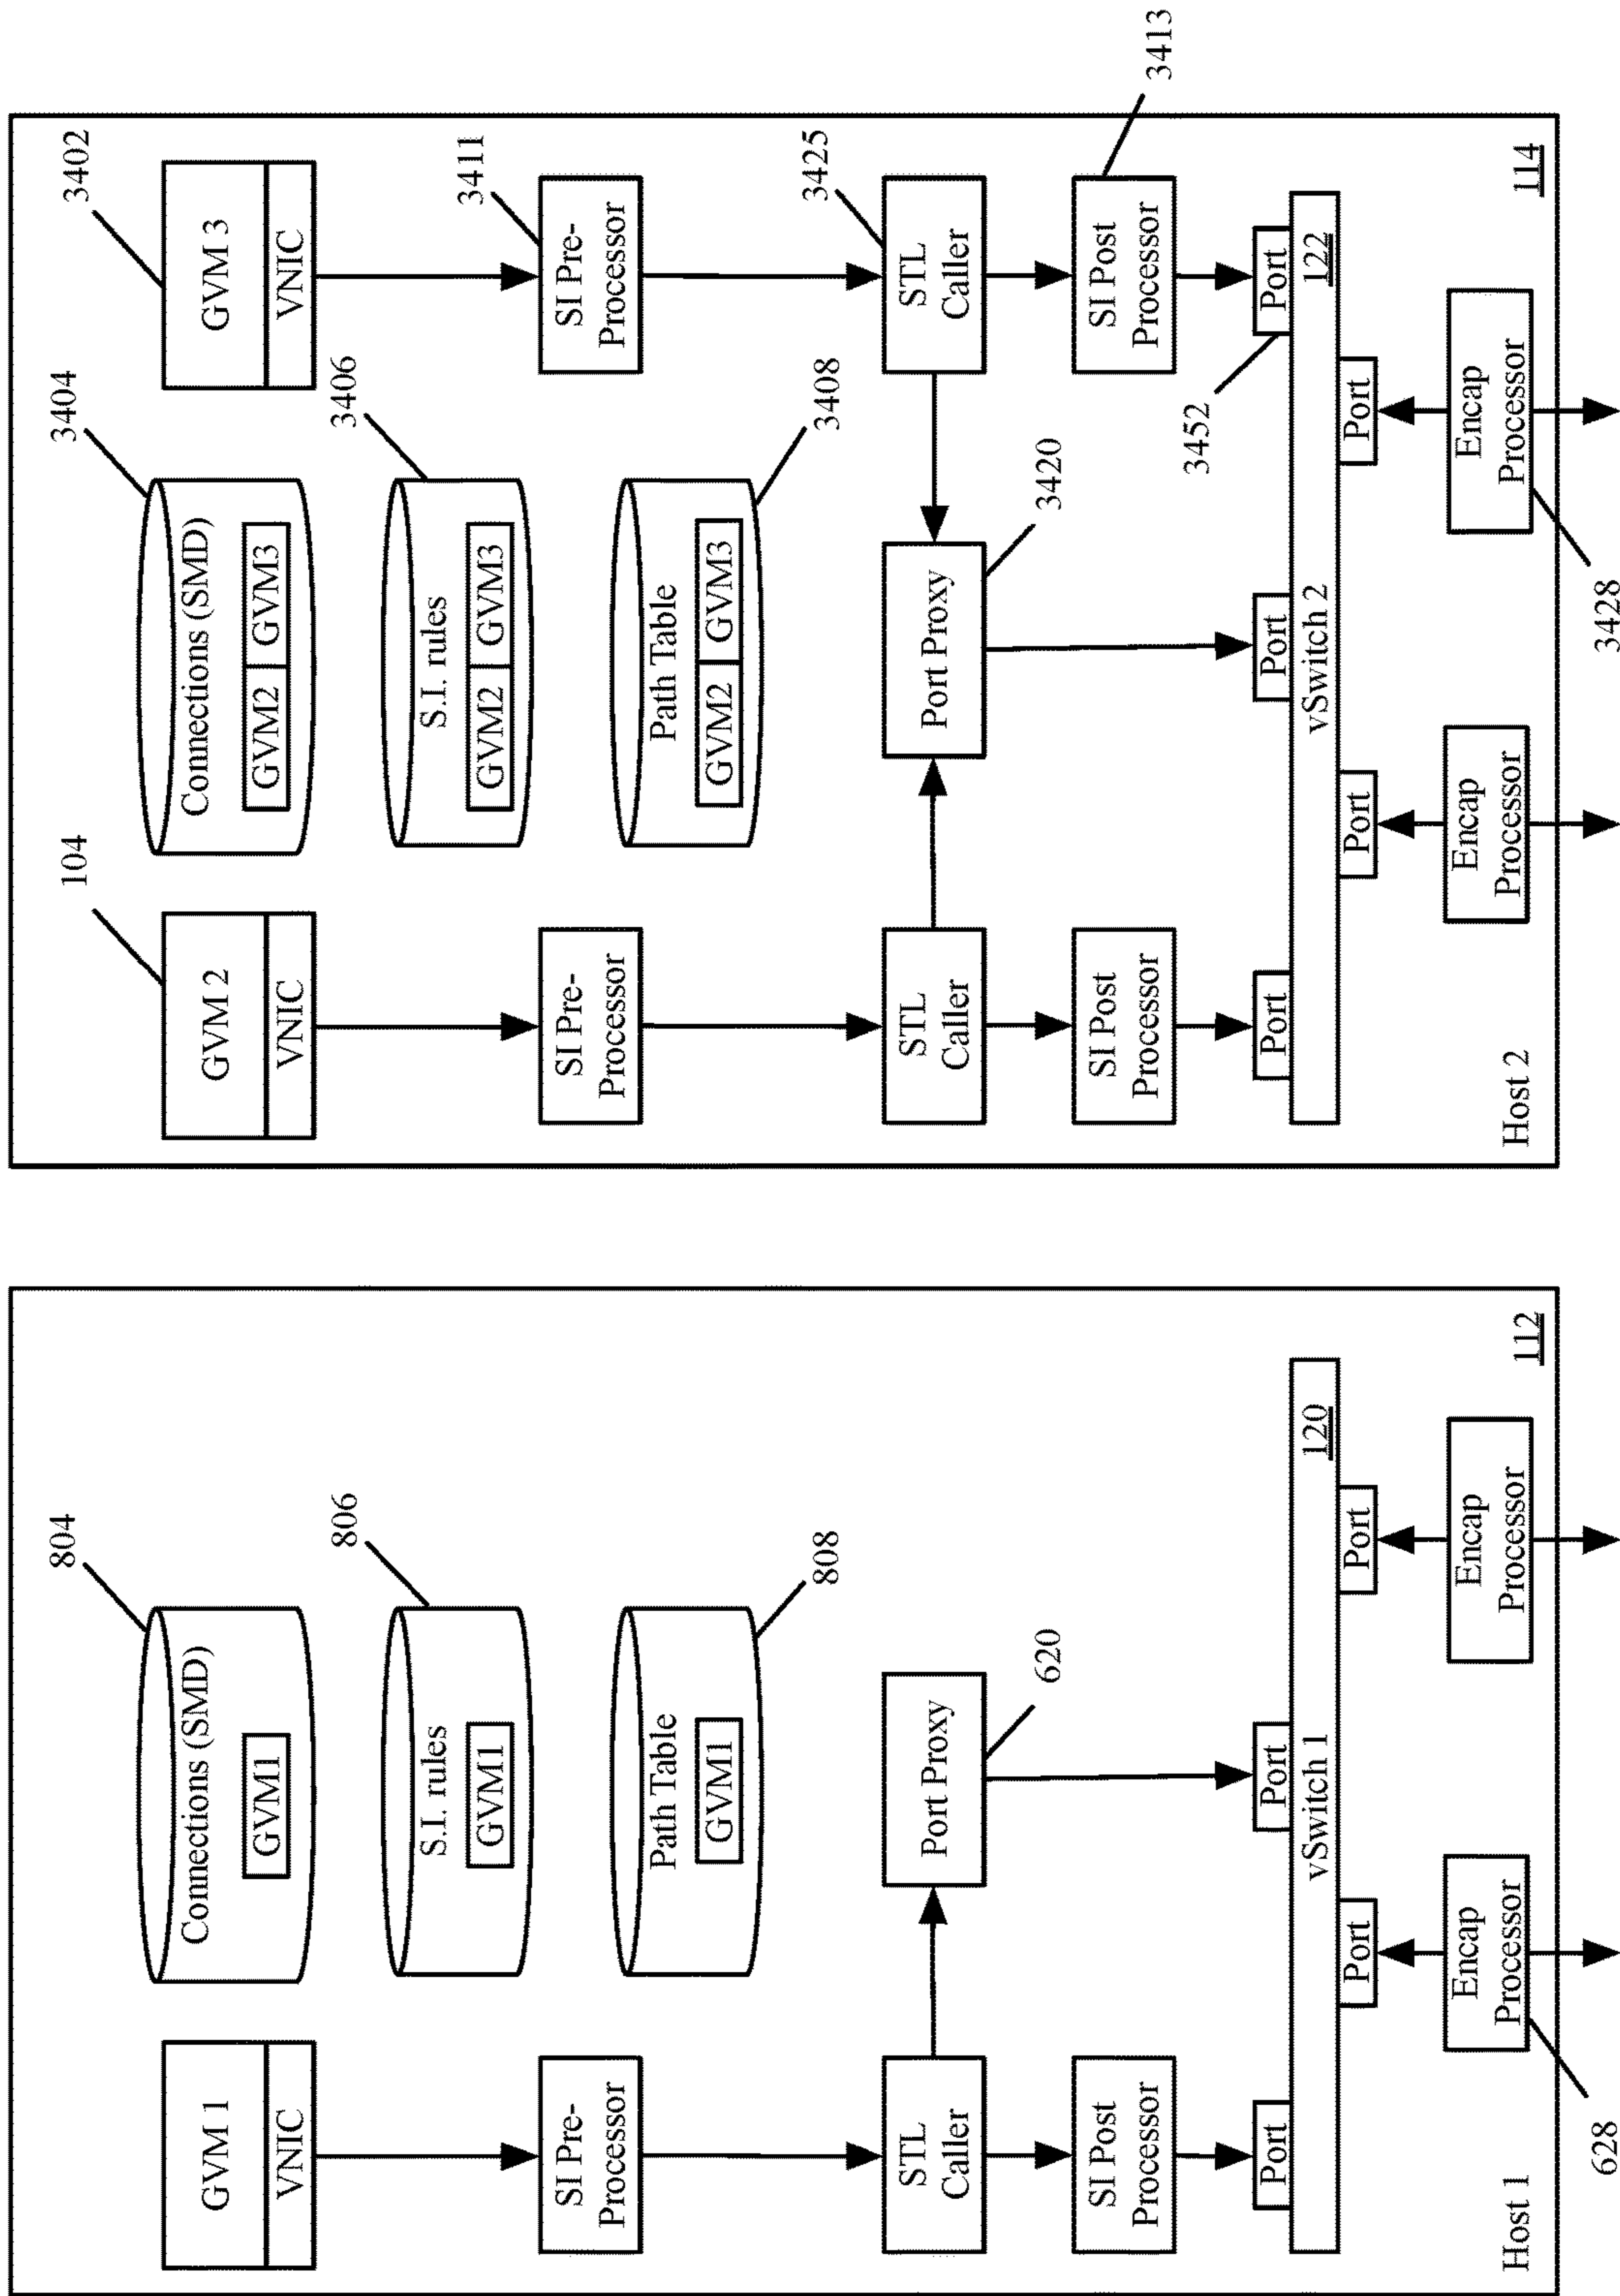 GVM 1
VNIC
Connections (SMD)
GVM1
804
S.I. rules
GVM1
806
Path Table
GVM1
808
SI Pre-
Processor
STL
Caller
Port Proxy
620
SI Post
Processor
Port
Port
vSwitch 1
120
Port
Port
Encap
Processor
Encap
Processor
628
Host 1
112
GVM 2
VNIC
104
Connections (SMD)
GVM2
GVM3
3404
S.I. rules
GVM2
GVM3
3406
Path Table
GVM2
GVM3
3408
GVM 3
VNIC
3402
SI Pre-
Processor
SI Pre-
Processor
3411
STL
Caller
Port Proxy
3420
STL
Caller
3425
SI Post
Processor
SI Post
Processor
3413
Port
Port
Port
3452
vSwitch 2
122
Port
Port
Encap
Processor
Encap
Processor
3428
Host 2
114